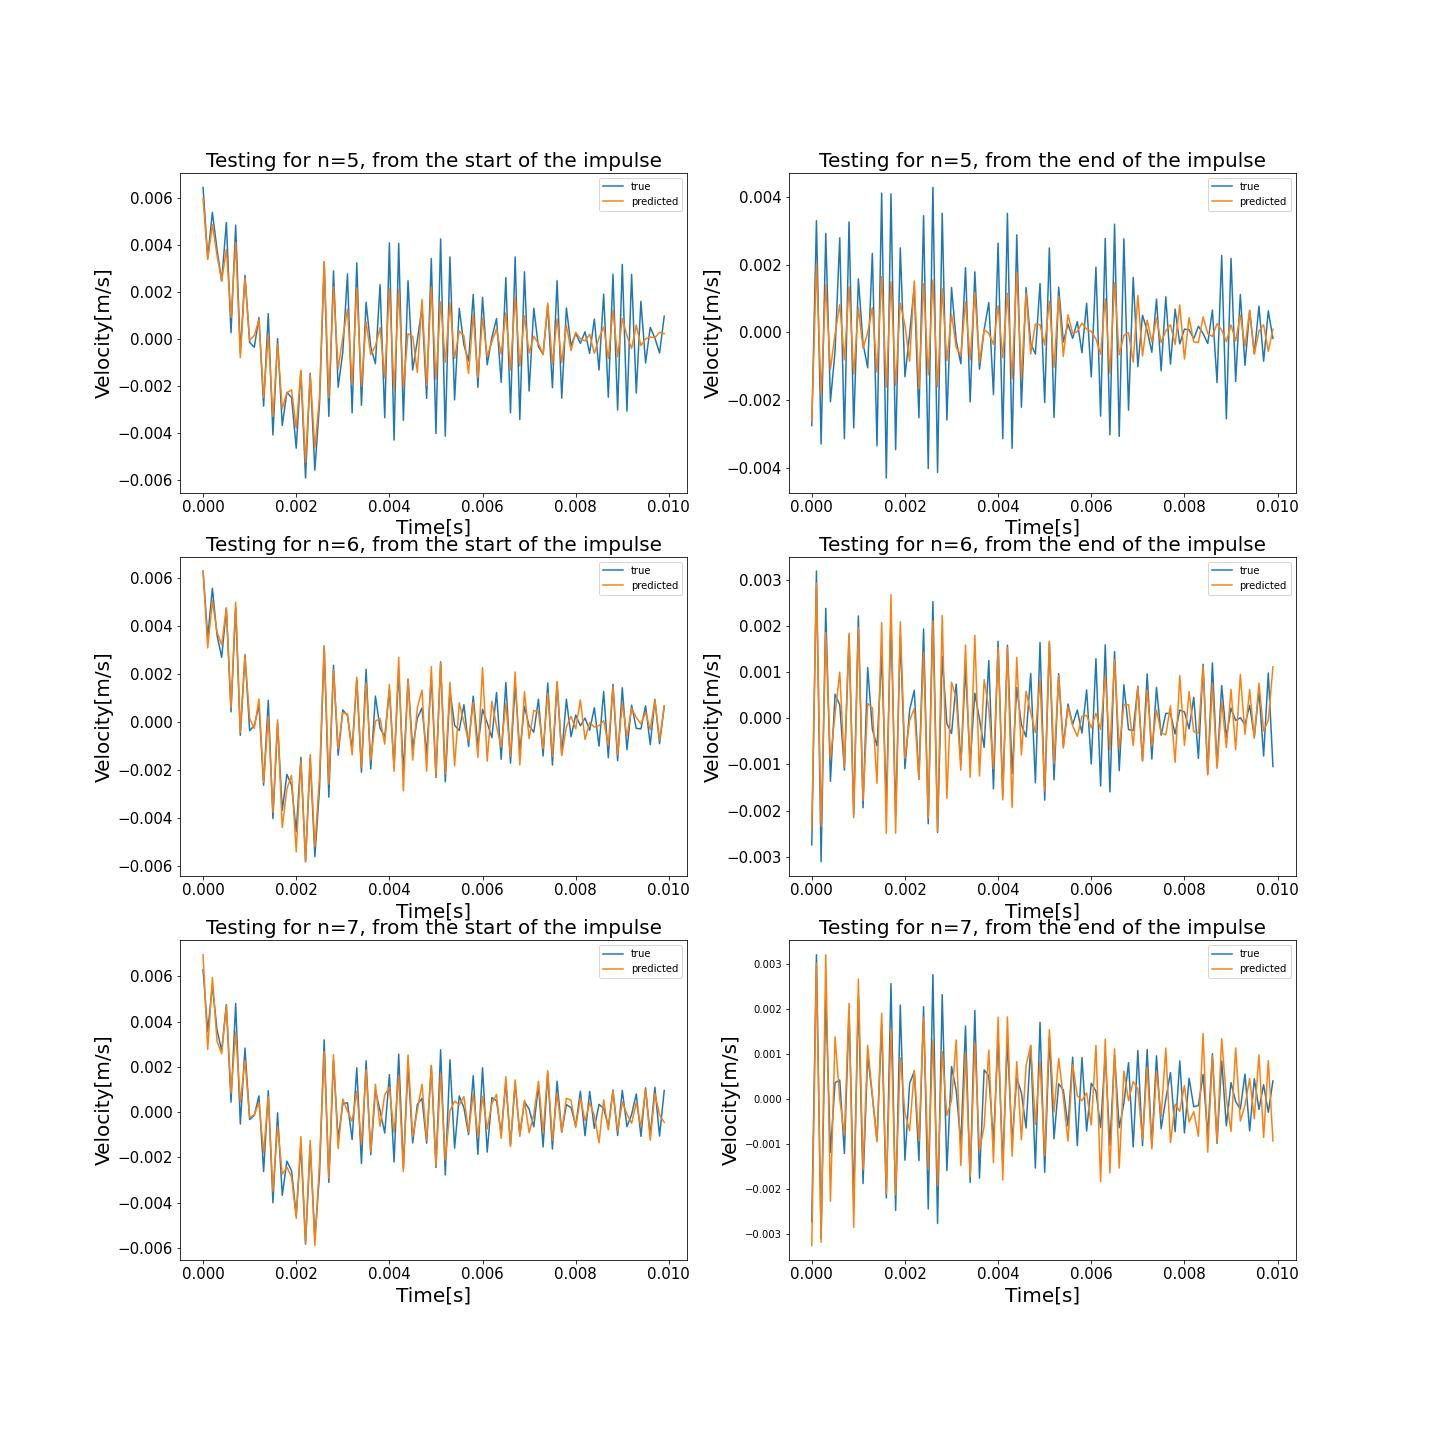 Testing for n=5, from the start of the impulse
true
predicted
0.006
0.004
0.002
0.000
−0.002
−0.004
−0.006
Velocity[m/s]
0.000 0.002 0.004 0.006 0.008 0.010
Time[s]
Testing for n=5, from the end of the impulse
true
predicted
0.004
0.002
0.000
−0.002
−0.004
Velocity[m/s]
0.000 0.002 0.004 0.006 0.008 0.010
Time[s]
Testing for n=6, from the start of the impulse
true
predicted
0.006
0.004
0.002
0.000
−0.002
−0.004
−0.006
Velocity[m/s]
0.000 0.002 0.004 0.006 0.008 0.010
Time[s]
Testing for n=6, from the end of the impulse
true
predicted
0.003
0.002
0.001
0.000
−0.001
−0.002
−0.003
Velocity[m/s]
0.000 0.002 0.004 0.006 0.008 0.010
Time[s]
Testing for n=7, from the start of the impulse
true
predicted
0.006
0.004
0.002
0.000
−0.002
−0.004
−0.006
Velocity[m/s]
0.000 0.002 0.004 0.006 0.008 0.010
Time[s]
Testing for n=7, from the end of the impulse
true
predicted
0.003
0.002
0.001
0.000
−0.001
−0.002
−0.003
Velocity[m/s]
0.000 0.002 0.004 0.006 0.008 0.010
Time[s]